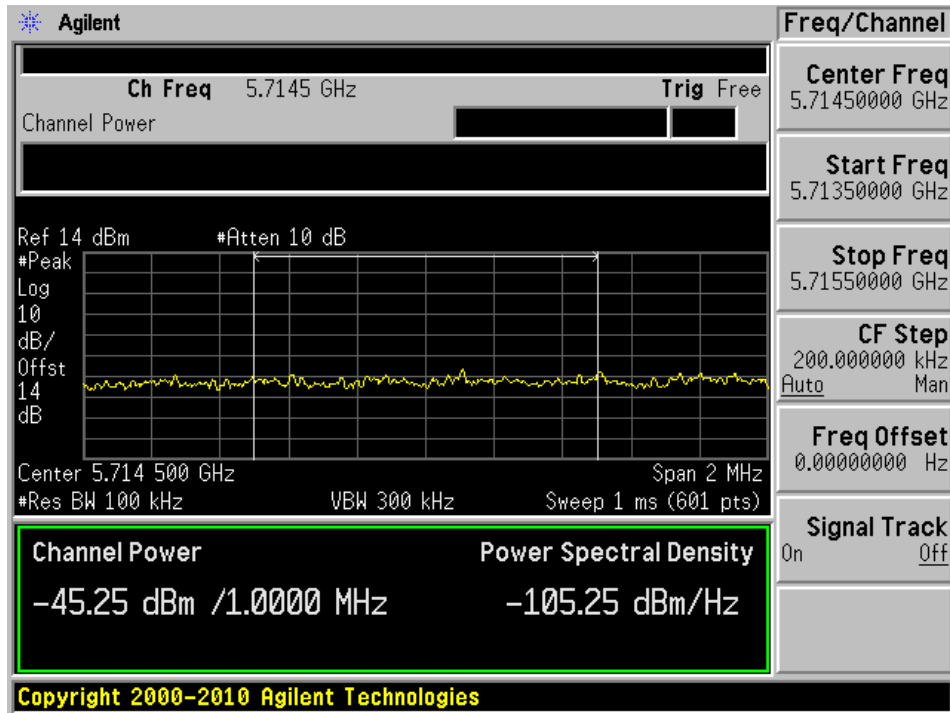 Agilent
Freq/Channel
Ch Freq 5.7145 GHz Trig Free
Channel Power
Ref 14 dBm #Atten 10 dB
#Peak
Log
10
dB/
Offst
14
dB
Center 5.714 500 GHz Span 2 MHz
#Res BW 100 kHz VBW 300 kHz Sweep 1 ms (601 pts)
Channel Power Power Spectral Density
-45.25 dBm /1.0000 MHz -105.25 dBm/Hz
Copyright 2000-2010 Agilent Technologies
Center Freq
5.71450000 GHz
Start Freq
5.71350000 GHz
Stop Freq
5.71550000 GHz
CF Step
200.000000 kHz
Auto Man
Freq Offset
0.00000000 Hz
Signal Track
On Off